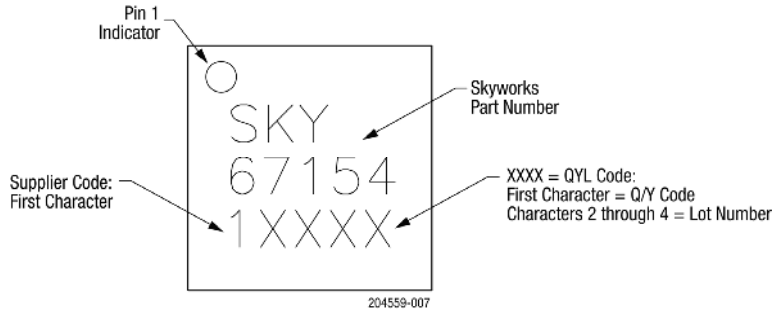 Pin 1
Indicator
SKY
67154
1XXXX
Skyworks
Part Number
Supplier Code:
First Character
XXXX = QYL Code:
First Character = Q/Y Code
Characters 2 through 4 = Lot Number
204559-007